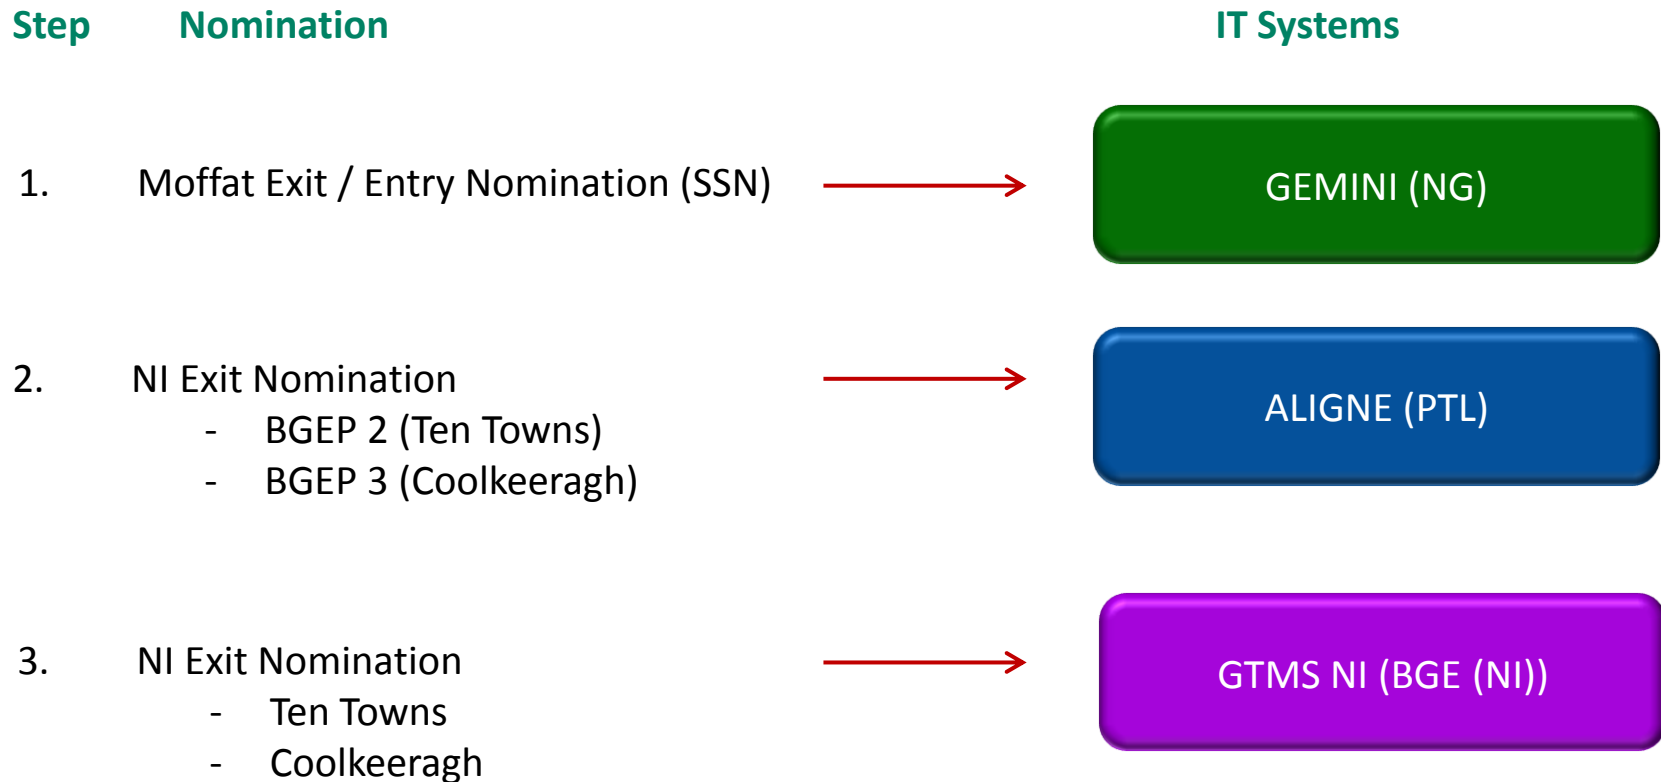 Step Nomination IT Systems
1. Moffat Exit / Entry Nomination (SSN) GEMINI (NG)
2. NI Exit Nomination
ALIGNE (PTL)
- BGEP 2 (Ten Towns)
- BGEP 3 (Coolkeeragh)
3. NI Exit Nomination GTMS NI (BGE (NI))
- Ten Towns
- Coolkeeragh